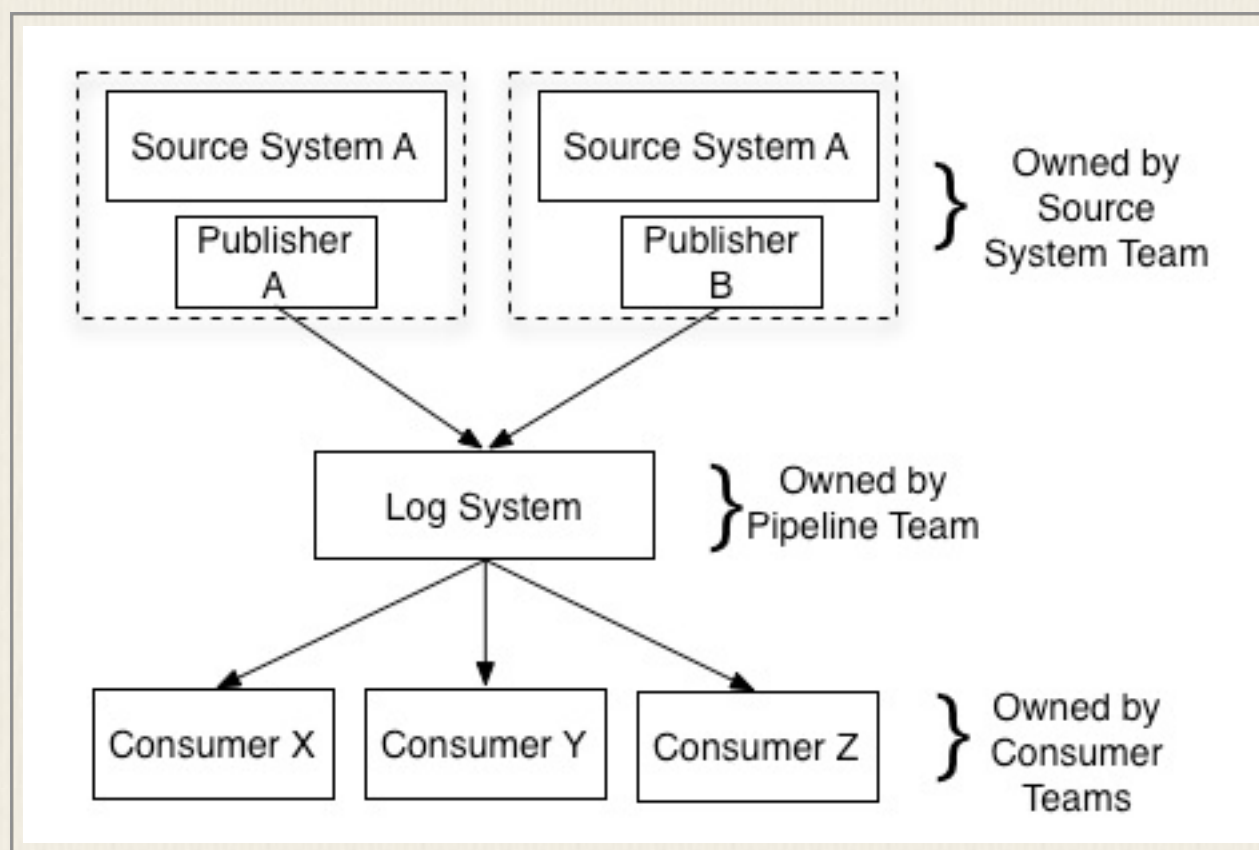 Source System A
Source System A
Owned by
Source
System Team
Publisher
A
Publisher
B
Log System
Owned by
Pipeline Team
Consumer X
Consumer Y
Consumer Z
Owned by
Consumer
Teams